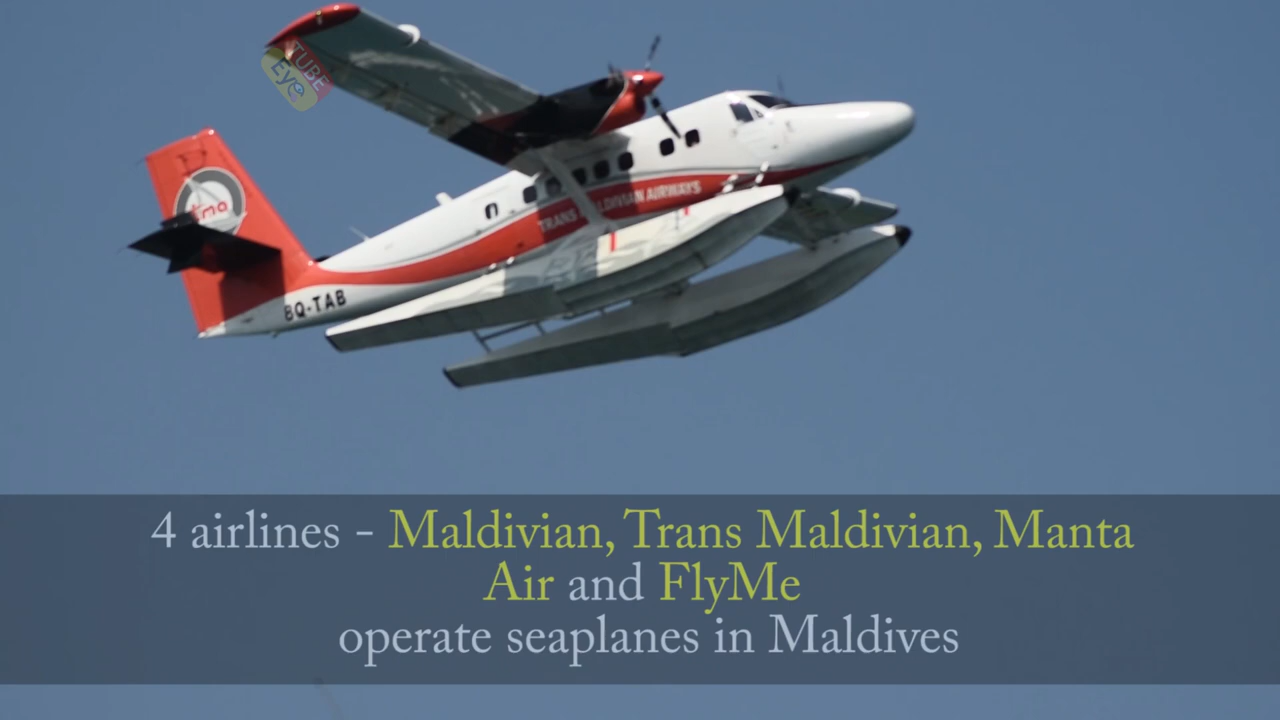 TUBE
Eye
tma
TRANS MALDIVIAN AIRWAYS
8Q-TAB
4 airlines - Maldivian, Trans Maldivian, Manta
Air and FlyMe
operate seaplanes in Maldives